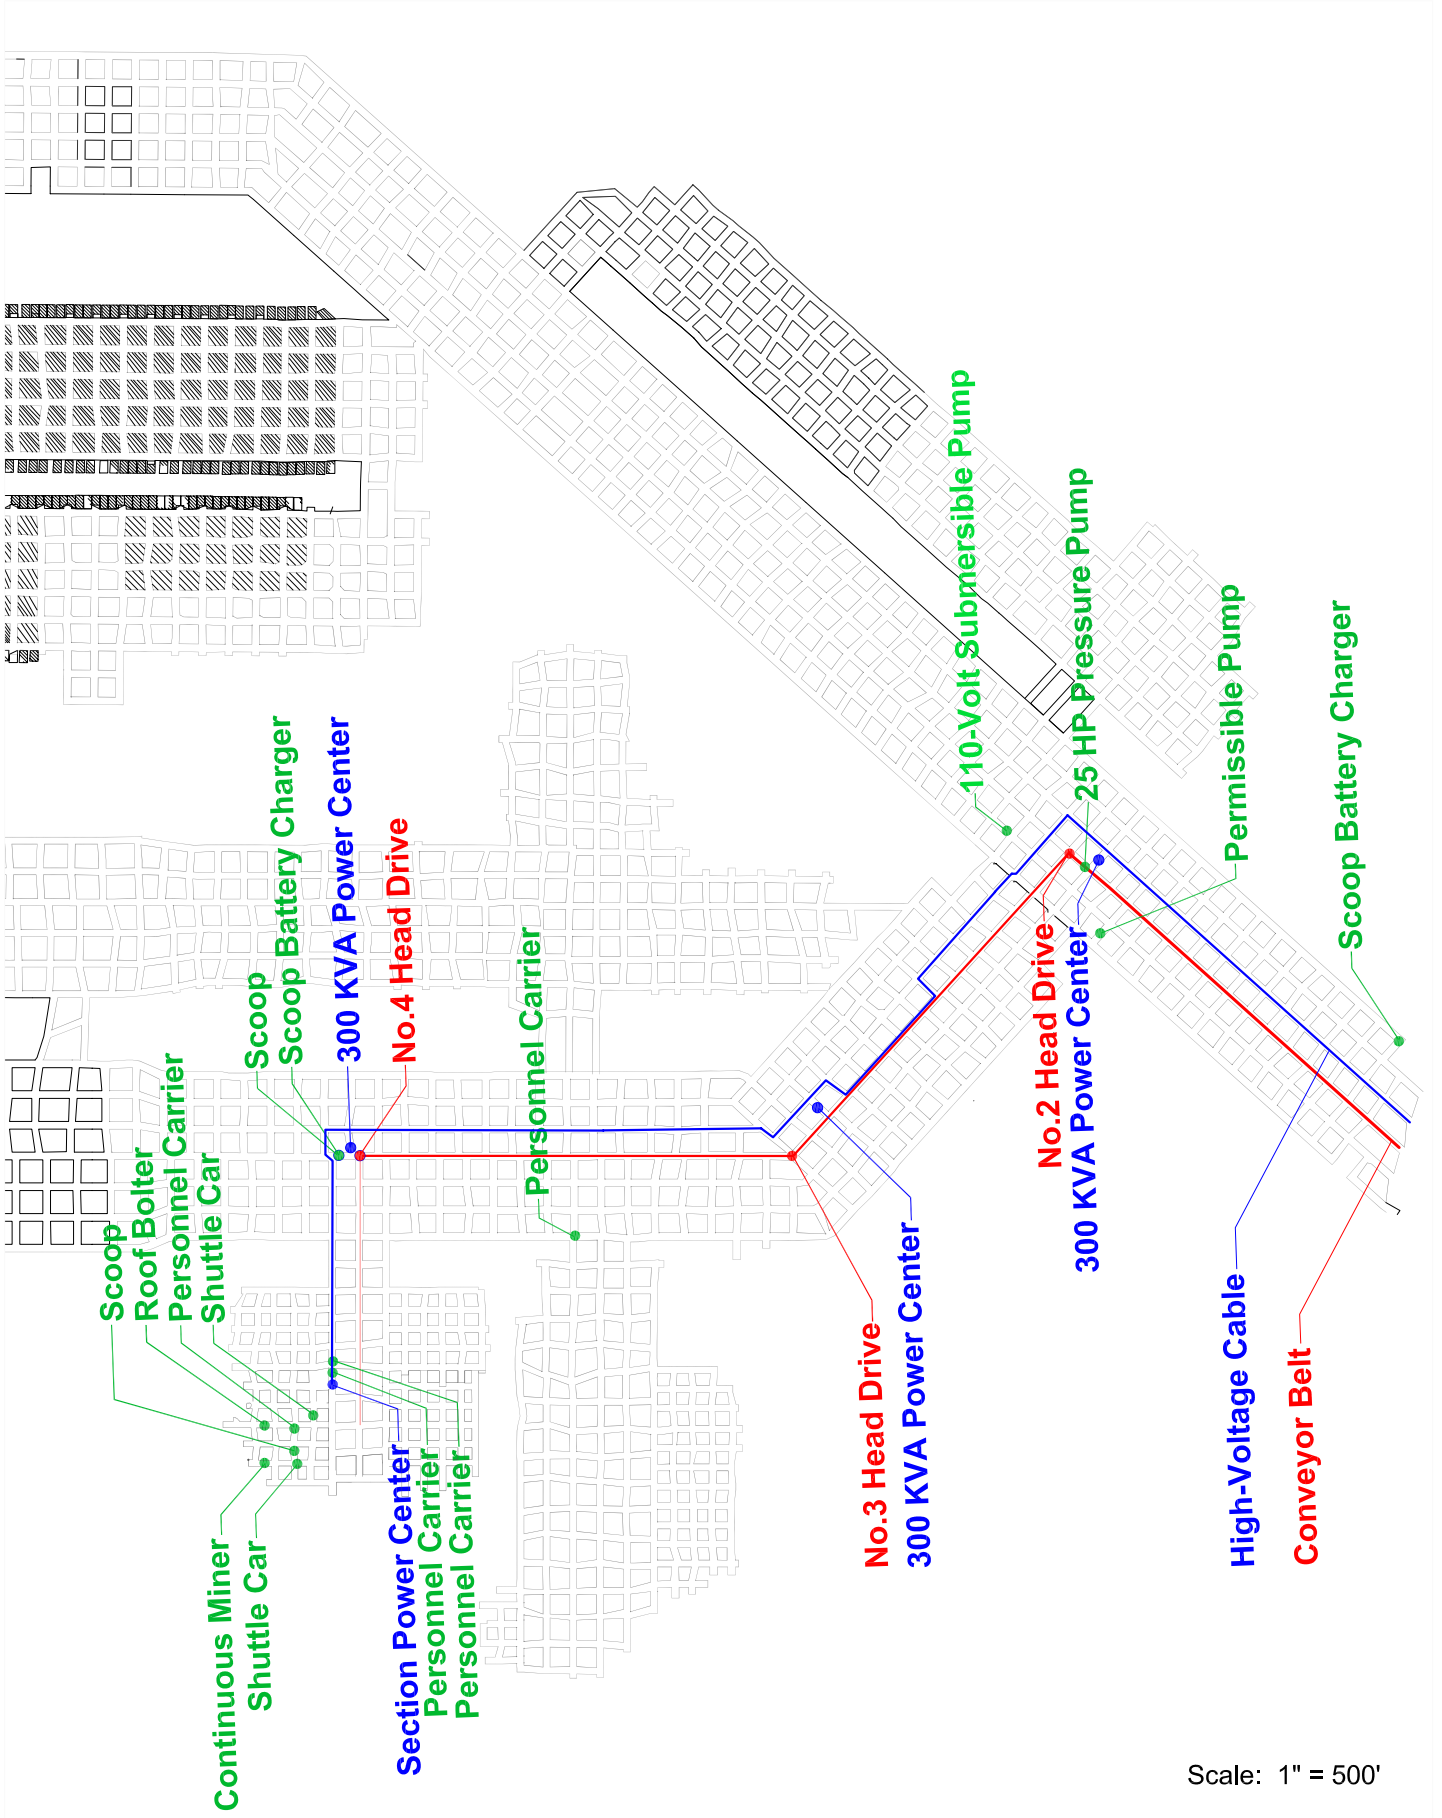 110-Volt Submersible Pump
25 HP Pressure Pump
Permissible Pump
Scoop Battery Charger
Scoop
Scoop Battery Charger
300 KVA Power Center
No.4 Head Drive
Personnel Carrier
No.2 Head Drive
300 KVA Power Center
Scoop
Roof Bolter
Personnel Carrier
Shuttle Car
No.3 Head Drive
300 KVA Power Center
High-Voltage Cable
Conveyor Belt
Continuous Miner
Shuttle Car
Section Power Center
Personnel Carrier
Personnel Carrier
Scale: 1" = 500'